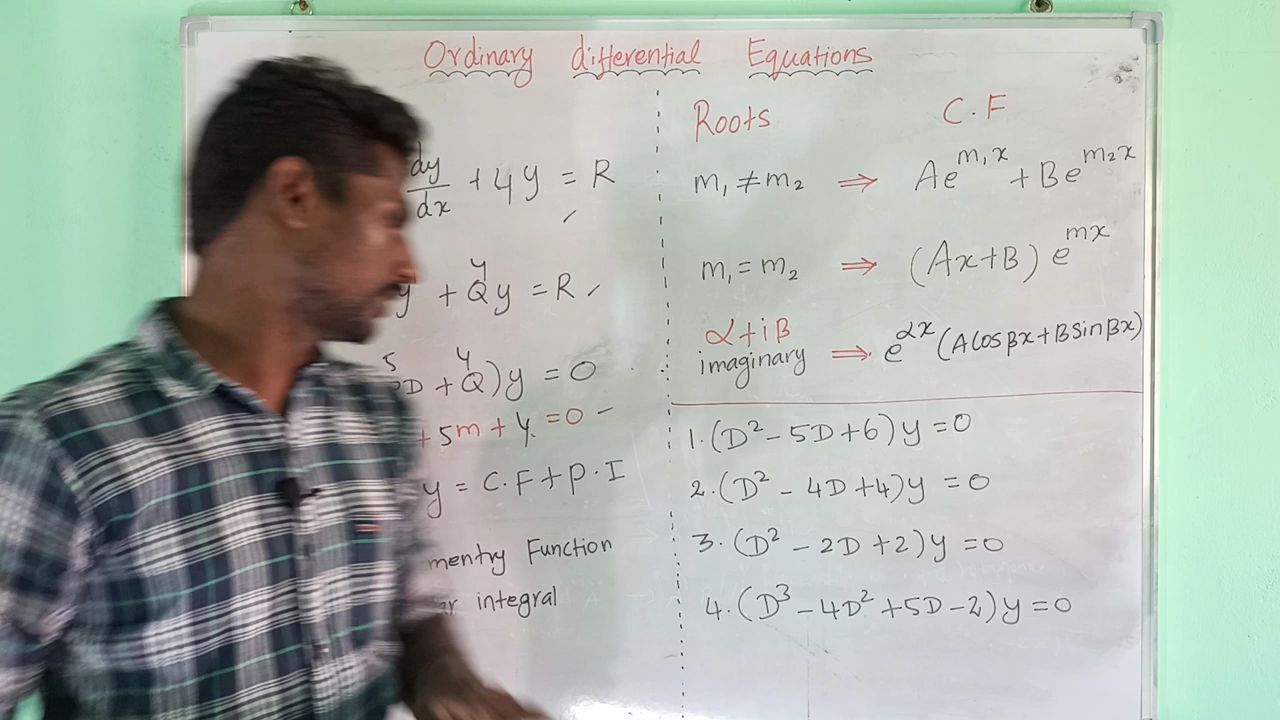 Ordinary differential Equations
dy/dx + 4y = R
y
y + Qy = R
5 y
D + Q)y = 0
+ 5m + 4 = 0
y = C.F + P.I
mentry Function
integral
Roots C.F
m₁ ≠ m₂ ⇒ Ae^{m₁x} + Be^{m₂x}
m₁ = m₂ ⇒ (Ax+B) e^{mx}
α+iβ
imaginary ⇒ e^{αx} (A cos βx + B sin βx)
1. (D² - 5D + 6)y = 0
2. (D² - 4D + 4)y = 0
3. (D² - 2D + 2)y = 0
4. (D³ - 4D² + 5D - 2)y = 0